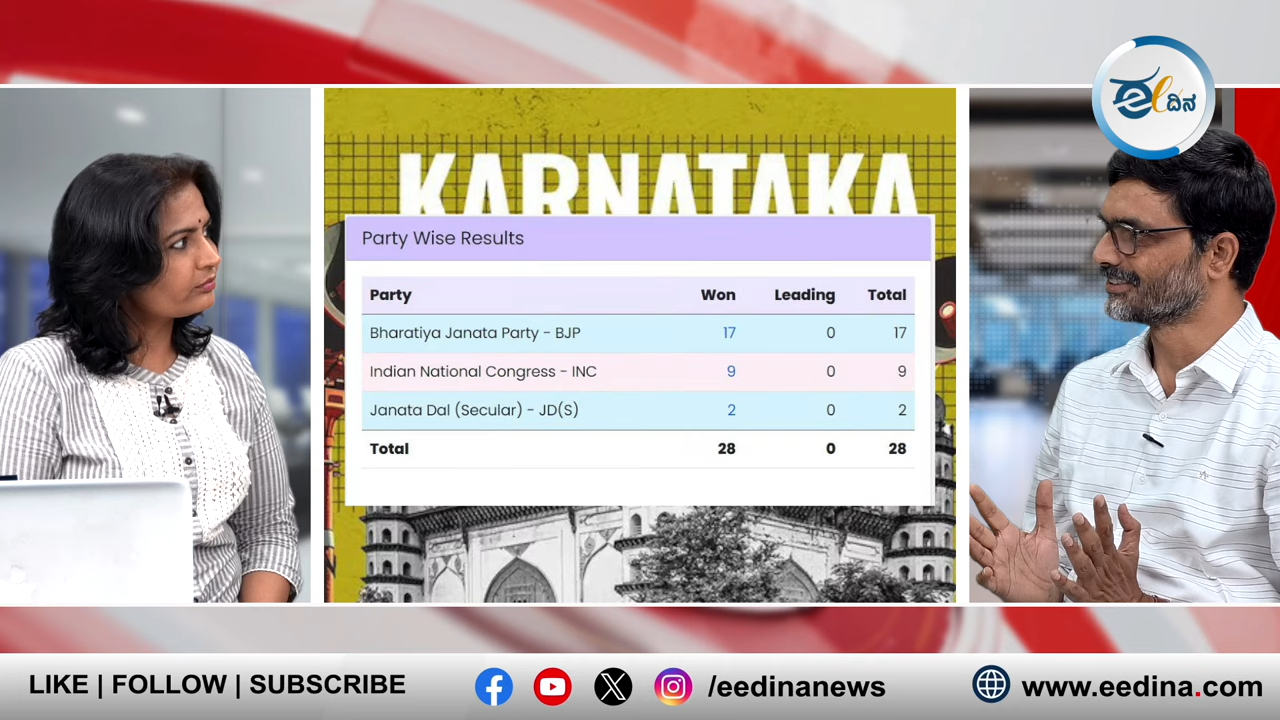 ಈ ದಿನ
KARNATAKA
Party Wise Results
Party Won Leading Total
Bharatiya Janata Party - BJP 17 0 17
Indian National Congress - INC 9 0 9
Janata Dal (Secular) - JD(S) 2 0 2
Total 28 0 28
LIKE | FOLLOW | SUBSCRIBE /eedinanews www.eedina.com